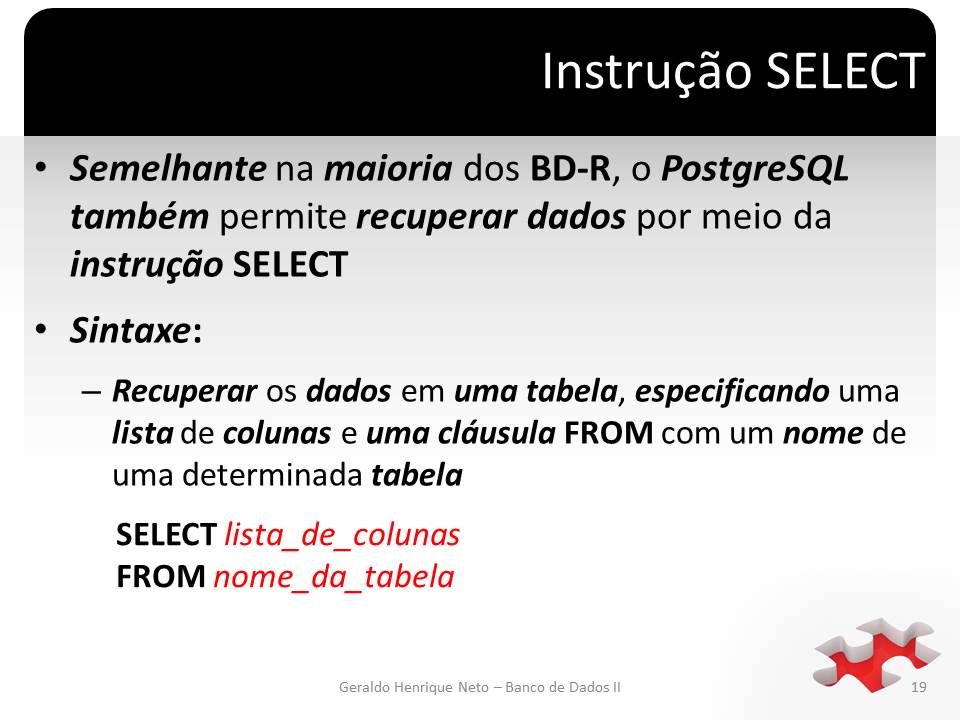 Instrução SELECT
• Semelhante na maioria dos BD-R, o PostgreSQL
também permite recuperar dados por meio da
instrução SELECT
• Sintaxe:
– Recuperar os dados em uma tabela, especificando uma
lista de colunas e uma cláusula FROM com um nome de
uma determinada tabela
SELECT lista_de_colunas
FROM nome_da_tabela
Geraldo Henrique Neto – Banco de Dados II
19